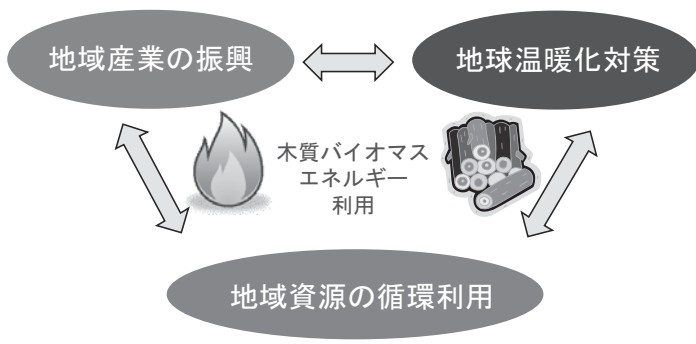 地域産業の振興
地球温暖化対策
木質バイオマス
エネルギー
利用
地域資源の循環利用